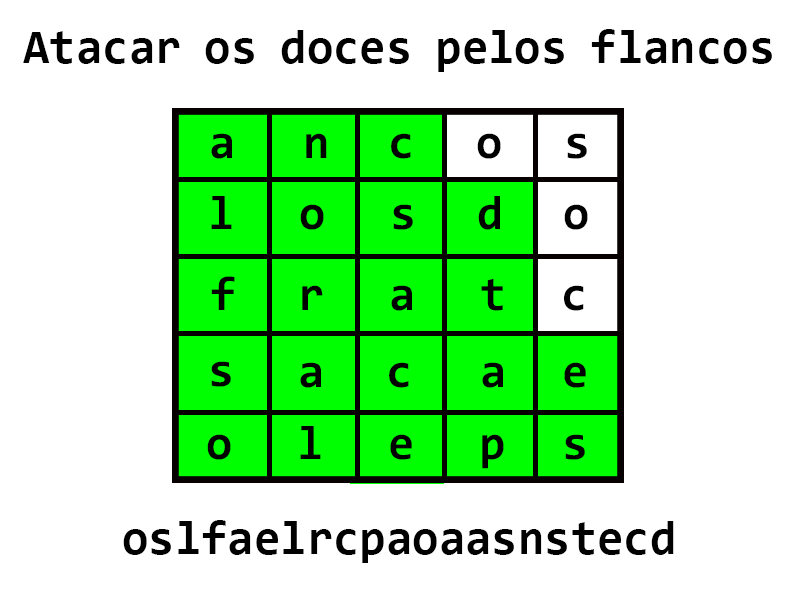 Atacar os doces pelos flancos
a n c o s
l o s d o
f r a t c
s a c a e
o l e p s
oslfaelrcpaoaasnstecd